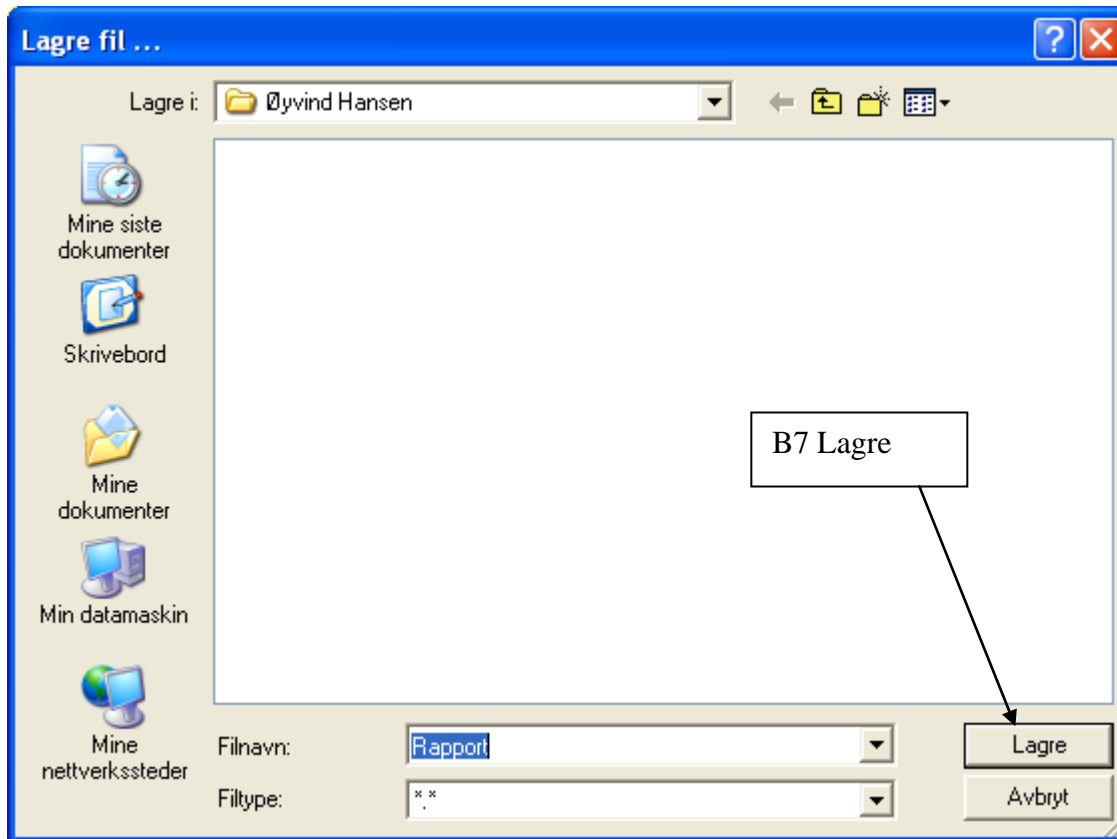 Lagre fil ...
Lagre i:
Øyvind Hansen
Mine siste
dokumenter
Skrivebord
Mine
dokumenter
Min datamaskin
Mine
nettverkssteder
B7 Lagre
Filnavn:
Rapport
Lagre
Filtype:
*.*
Avbryt